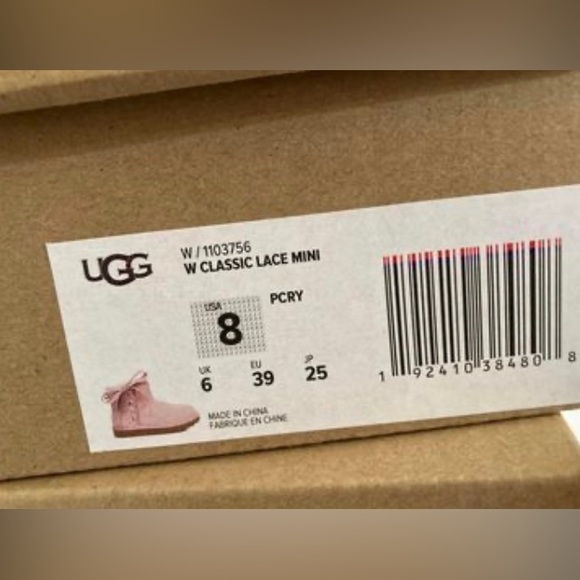 UGG
W / 1103756
W CLASSIC LACE MINI
USA
8
PCRY
UK EU JP
6 39 25
MADE IN CHINA
FABRIQUE EN CHINE
1 92410 38480 8